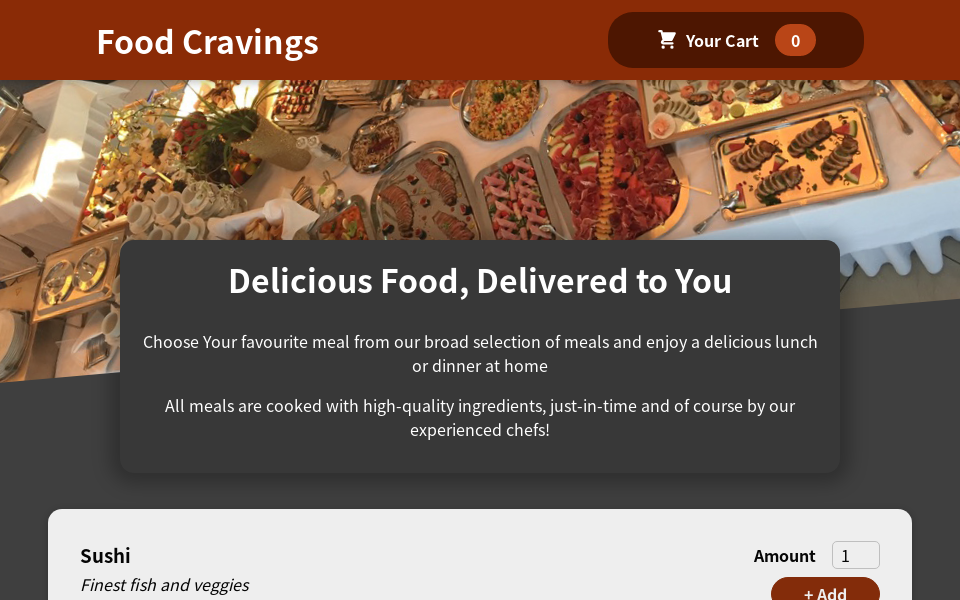 Food Cravings
Your Cart 0
Delicious Food, Delivered to You
Choose Your favourite meal from our broad selection of meals and enjoy a delicious lunch
or dinner at home
All meals are cooked with high-quality ingredients, just-in-time and of course by our
experienced chefs!
Sushi
Amount 1
Finest fish and veggies
+ Add